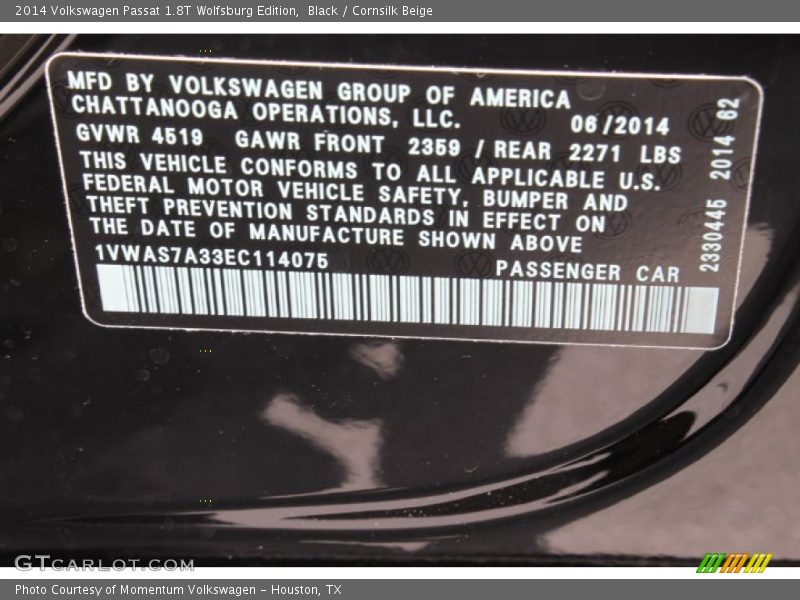 2014 Volkswagen Passat 1.8T Wolfsburg Edition,  Black / Cornsilk Beige
MFD BY VOLKSWAGEN GROUP OF AMERICA
CHATTANOOGA OPERATIONS, LLC.
06/2014
GVWR 4519 GAWR FRONT 2359 / REAR 2271 LBS
THIS VEHICLE CONFORMS TO ALL APPLICABLE U.S.
FEDERAL MOTOR VEHICLE SAFETY, BUMPER AND
THEFT PREVENTION STANDARDS IN EFFECT ON
THE DATE OF MANUFACTURE SHOWN ABOVE
1VWAS7A33EC114075
PASSENGER CAR
2330445 2014 62
GTcarlot.com
Photo Courtesy of Momentum Volkswagen - Houston, TX